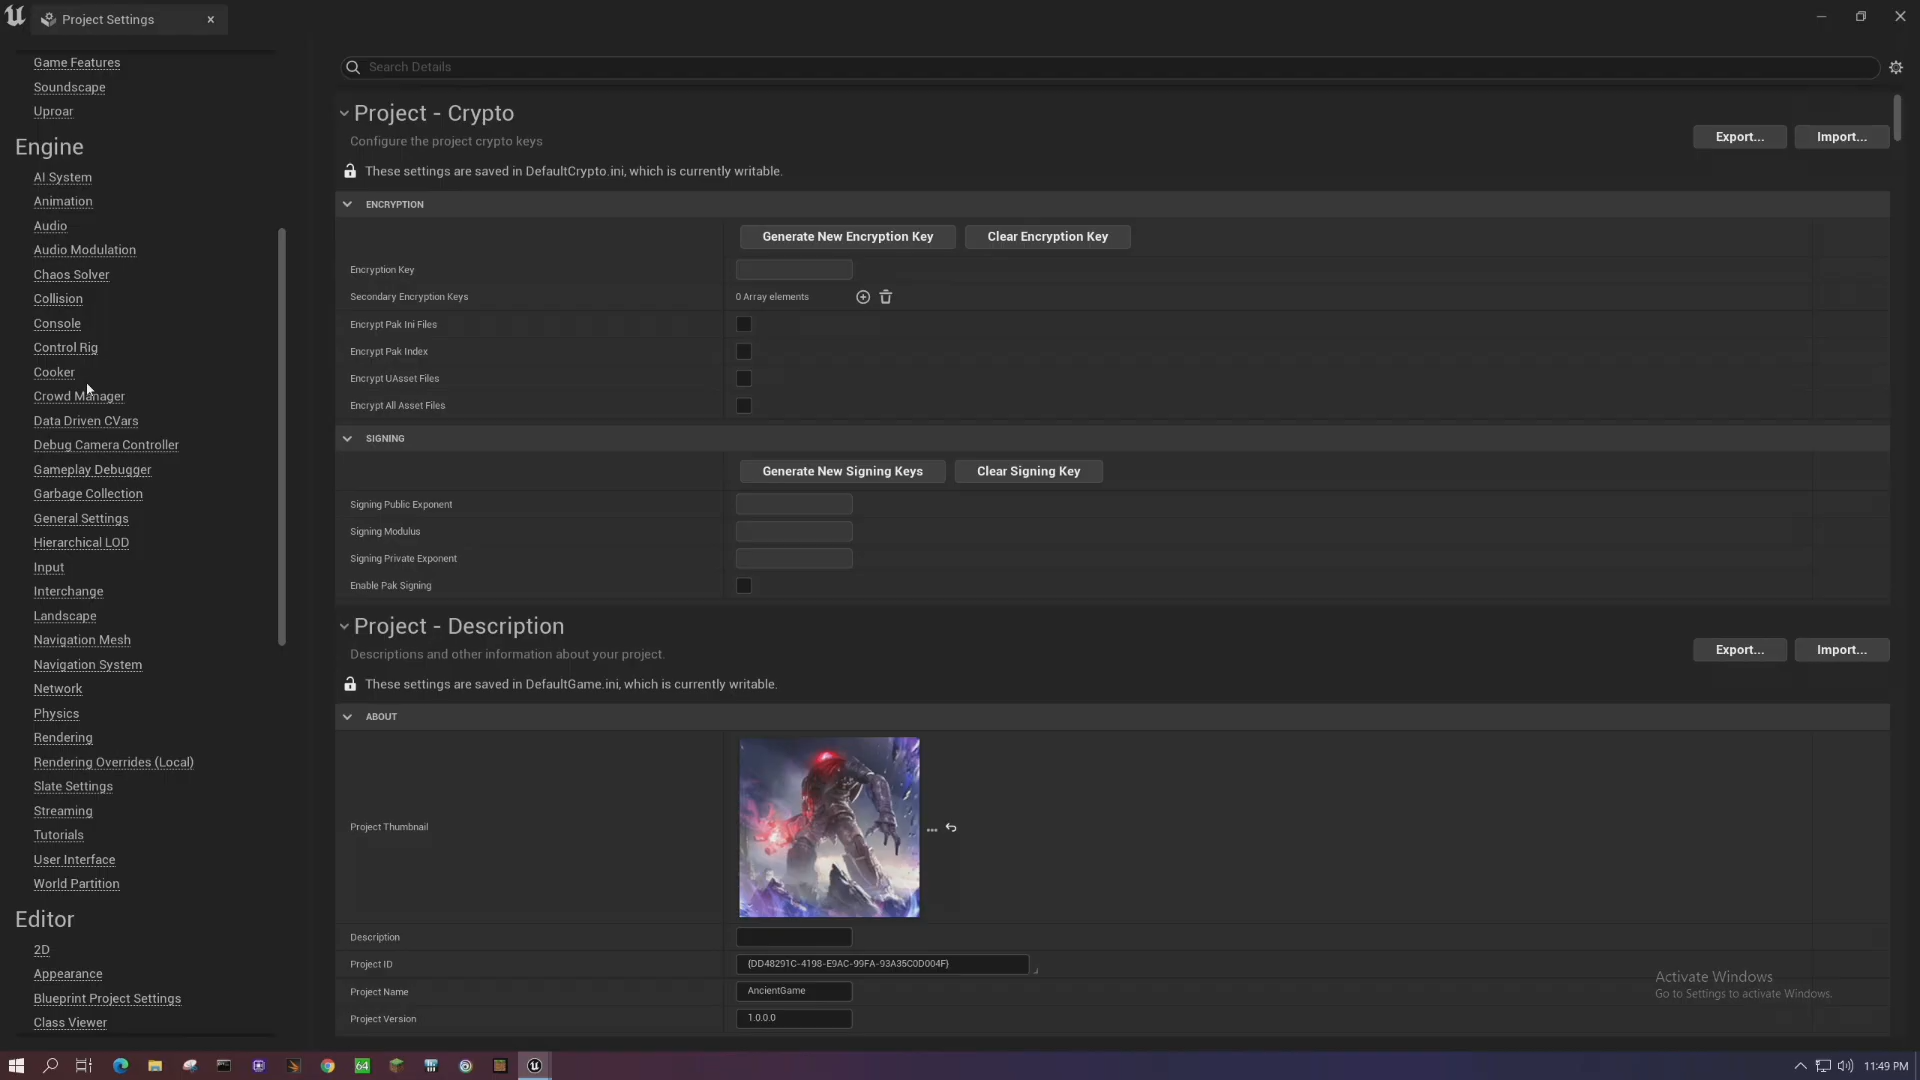 Project Settings
Game Features
Soundscape
Uproar
Engine
AI System
Animation
Audio
Audio Modulation
Chaos Solver
Collision
Console
Control Rig
Cooker
Crowd Manager
Data Driven CVars
Debug Camera Controller
Gameplay Debugger
Garbage Collection
General Settings
Hierarchical LOD
Input
Interchange
Landscape
Navigation Mesh
Navigation System
Network
Physics
Rendering
Rendering Overrides (Local)
Slate Settings
Streaming
Tutorials
User Interface
World Partition
Editor
2D
Appearance
Blueprint Project Settings
Class Viewer
Search Details
Project - Crypto
Configure the project crypto keys
Export... Import...
These settings are saved in DefaultCrypto.ini, which is currently writable.
ENCRYPTION
Generate New Encryption Key Clear Encryption Key
Encryption Key
Secondary Encryption Keys 0 Array elements
Encrypt Pak Ini Files
Encrypt Pak Index
Encrypt UAsset Files
Encrypt All Asset Files
SIGNING
Generate New Signing Keys Clear Signing Key
Signing Public Exponent
Signing Modulus
Signing Private Exponent
Enable Pak Signing
Project - Description
Descriptions and other information about your project.
Export... Import...
These settings are saved in DefaultGame.ini, which is currently writable.
ABOUT
Project Thumbnail
Description
Project ID {DD48291C-4198-E9AC-99FA-93A35C0D004F}
Project Name AncientGame
Project Version 1.0.0.0
Activate Windows
Go to Settings to activate Windows.
64
11:49 PM